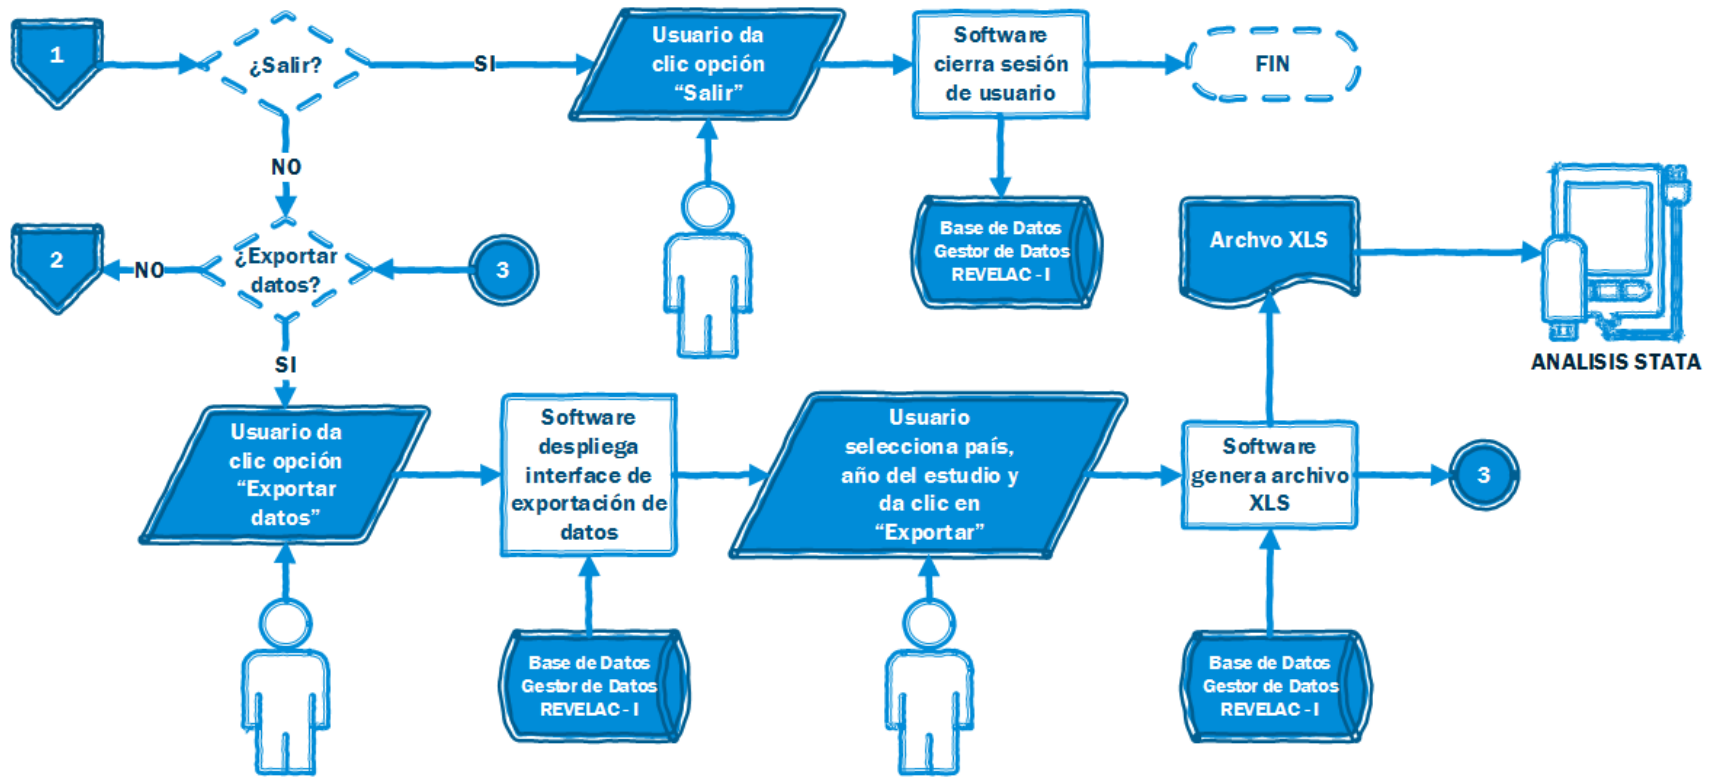 1
¿Salir?
SI
Usuario da
clic opción
“Salir”
Software
cierra sesión
de usuario
FIN
NO
2
NO
¿Exportar
datos?
3
Base de Datos
Gestor de Datos
REVELAC - I
Archvo XLS
ANALISIS STATA
SI
Usuario da
clic opción
“Exportar
datos”
Software
despliega
interface de
exportación de
datos
Usuario
selecciona país,
año del estudio y
da clic en
“Exportar”
Software
genera archivo
XLS
3
Base de Datos
Gestor de Datos
REVELAC - I
Base de Datos
Gestor de Datos
REVELAC - I